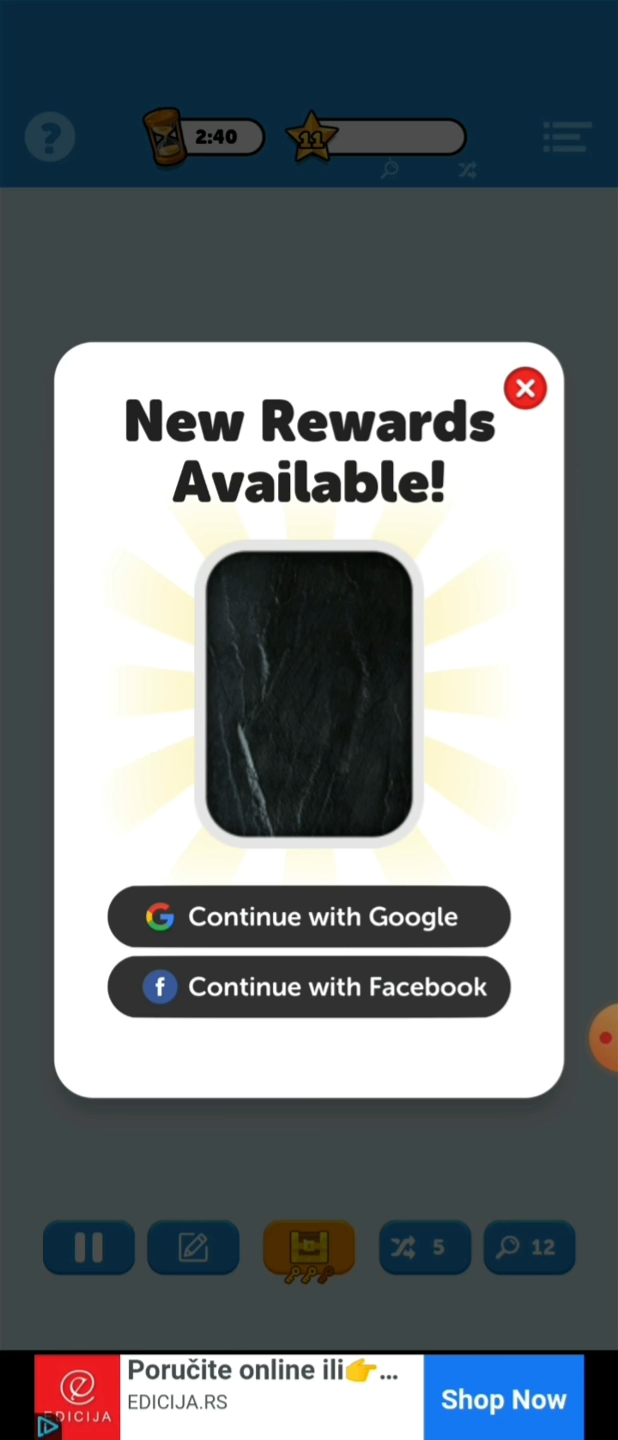 ?
2:40
11
New Rewards
Available!
Continue with Google
Continue with Facebook
5
12
Poručite online ili👉...
EDICIJA.RS
EDICIJA
Shop Now